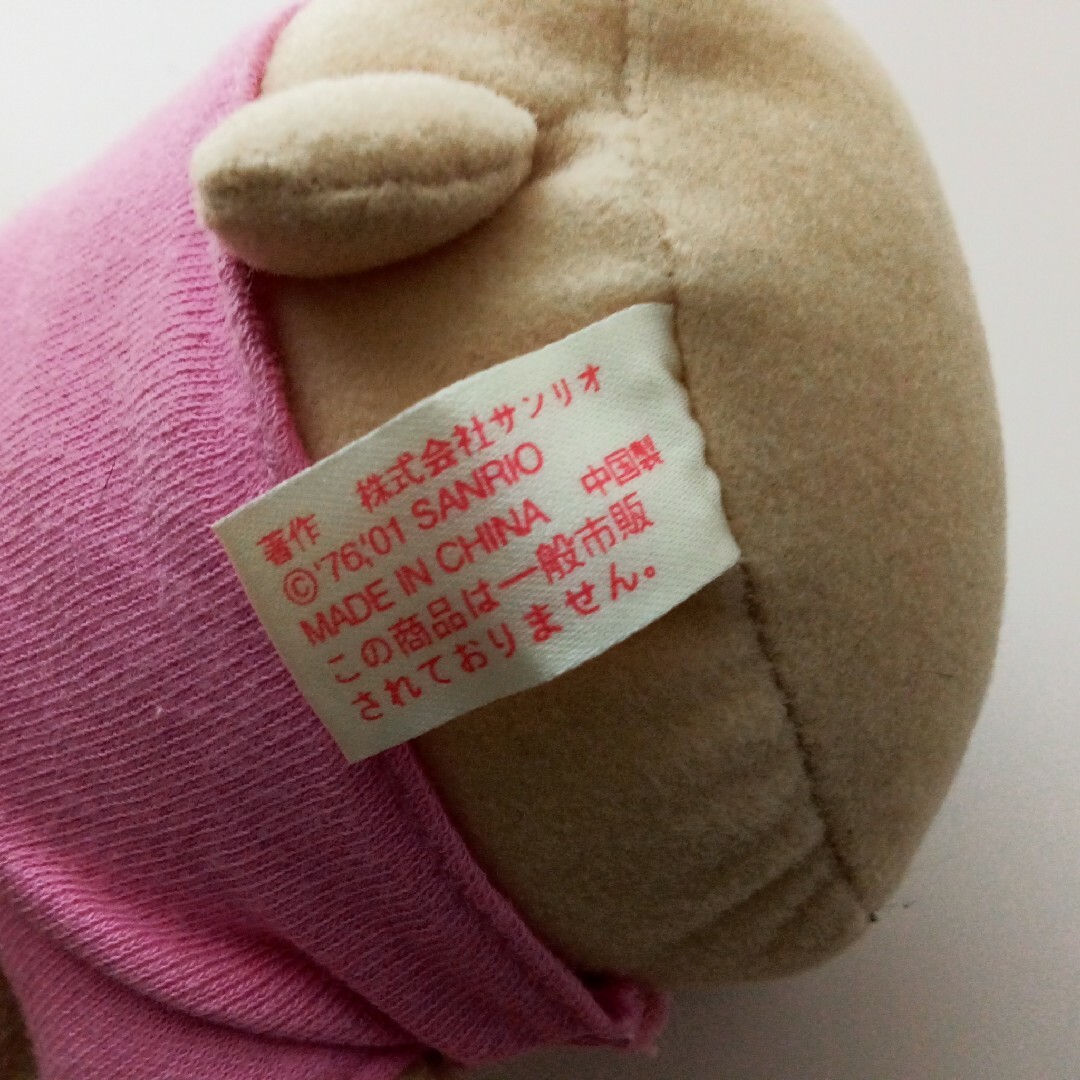 著作　株式会社サンリオ
©'76,'01 SANRIO
MADE IN CHINA　中国製
この商品は一般市販
されておりません。